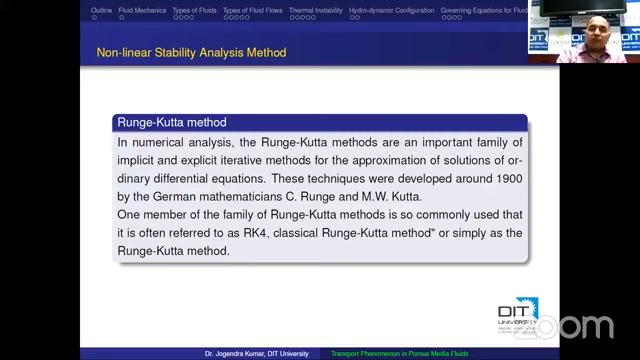 Outline Fluid Mechanics Types of Fluids Types of Fluid Flows Thermal Instability Hydro-dynamic Configuration Governing Equations for Fluid
Non-linear Stability Analysis Method
Runge-Kutta method
In numerical analysis, the Runge-Kutta methods are an important family of
implicit and explicit iterative methods for the approximation of solutions of or-
dinary differential equations. These techniques were developed around 1900
by the German mathematicians C. Runge and M.W. Kutta.
One member of the family of Runge-Kutta methods is so commonly used that
it is often referred to as RK4, classical Runge-Kutta method" or simply as the
Runge-Kutta method.
DIT
UNIVERSITY
zoom
Dr. Jogendra Kumar, DIT University Transport Phenomenon in Porous Media Fluids